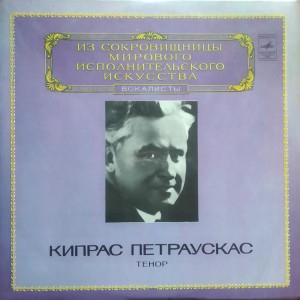 ИЗ СОКРОВИЩНИЦЫ
МИРОВОГО
ИСПОЛНИТЕЛЬСКОГО
ИСКУССТВА
ВОКАЛИСТЫ
КИПРАС ПЕТРАУСКАС
ТЕНОР